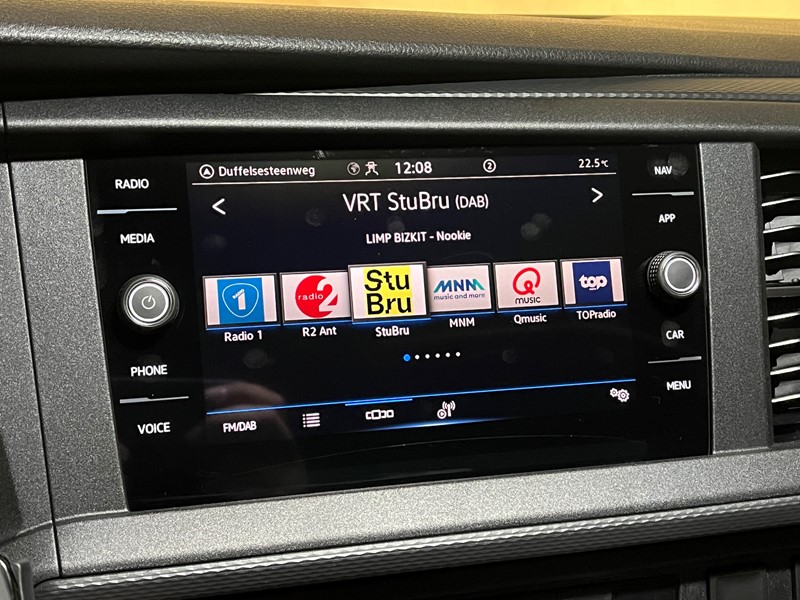 RADIO
MEDIA
PHONE
VOICE
Duffelsesteenweg 12:08 2 22.5°C
< VRT StuBru (DAB) >
LIMP BIZKIT - Nookie
1
radio 2
Stu
Bru
MNM
music and more
Q
MUSIC
top
radio
Radio 1 R2 Ant StuBru MNM Qmusic TOPradio
FM/DAB
NAV
APP
CAR
MENU